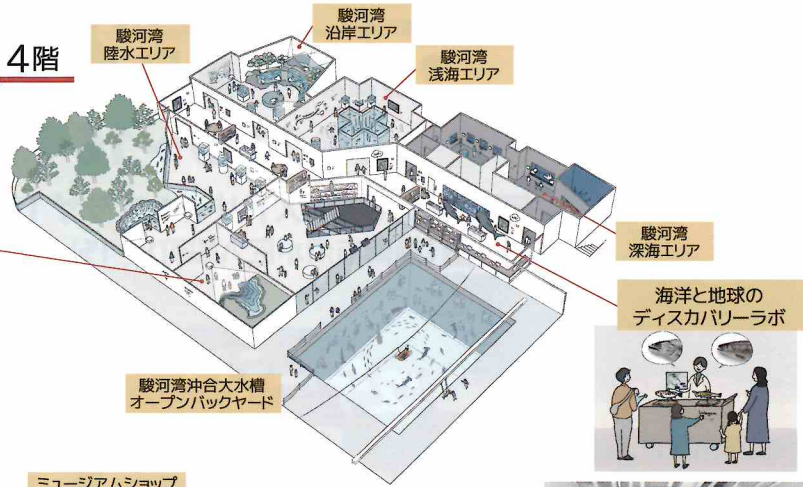 4階
駿河湾
陸水エリア
駿河湾
沿岸エリア
駿河湾
浅海エリア
駿河湾
深海エリア
海洋と地球の
ディスカバリーラボ
駿河湾沖合大水槽
オープンバックヤード
ミュージアムショップ